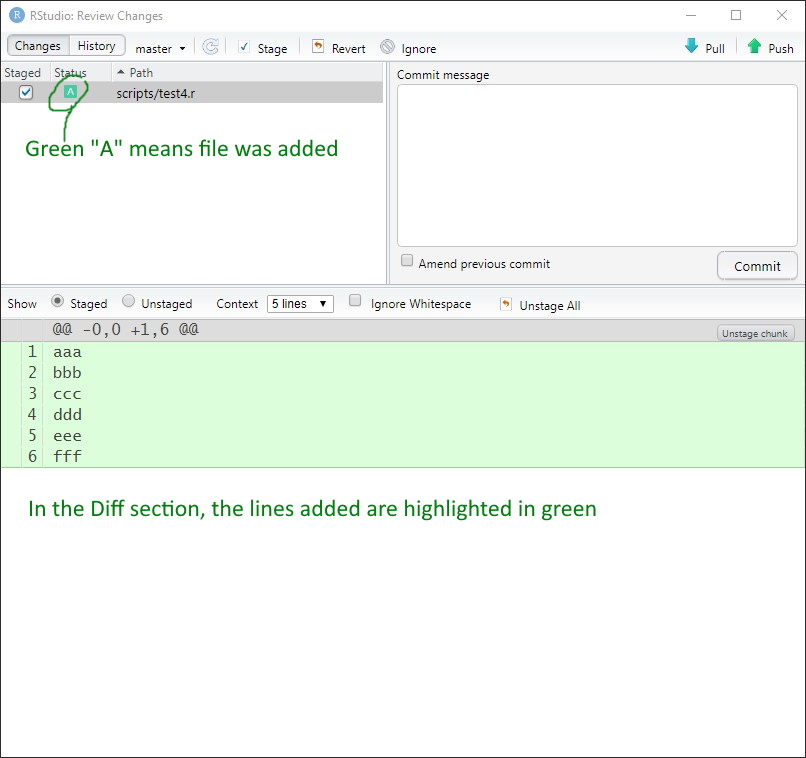 RStudio: Review Changes
Changes History master Stage Revert Ignore Pull Push
Staged Status Path
A scripts/test4.r
Green "A" means file was added
Commit message
Amend previous commit Commit
Show Staged Unstaged Context 5 lines Ignore Whitespace Unstage All
@@ -0,0 +1,6 @@ Unstage chunk
1 aaa
2 bbb
3 ccc
4 ddd
5 eee
6 fff
In the Diff section, the lines added are highlighted in green